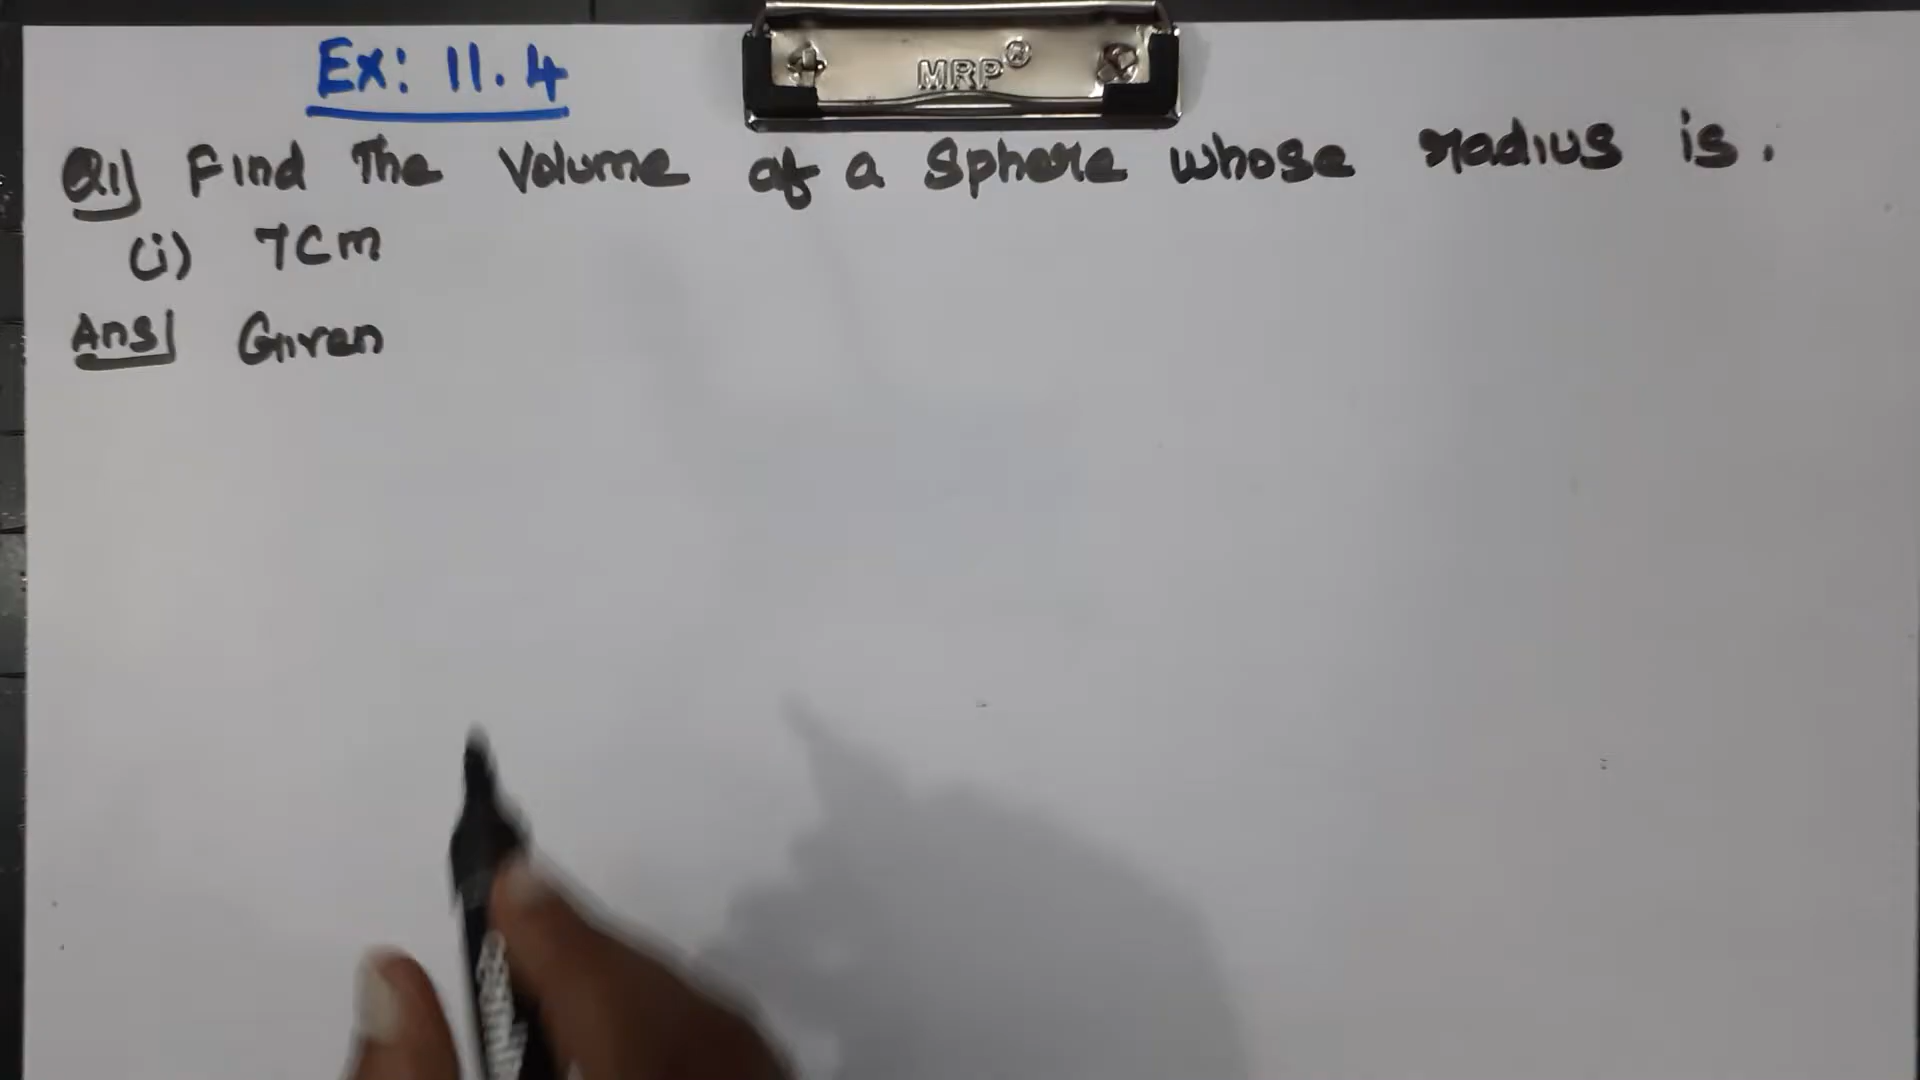 MRP®
Ex: 11.4
Q1) Find The Volume of a Sphere whose radius is.
(i) 7cm
Ans) Given